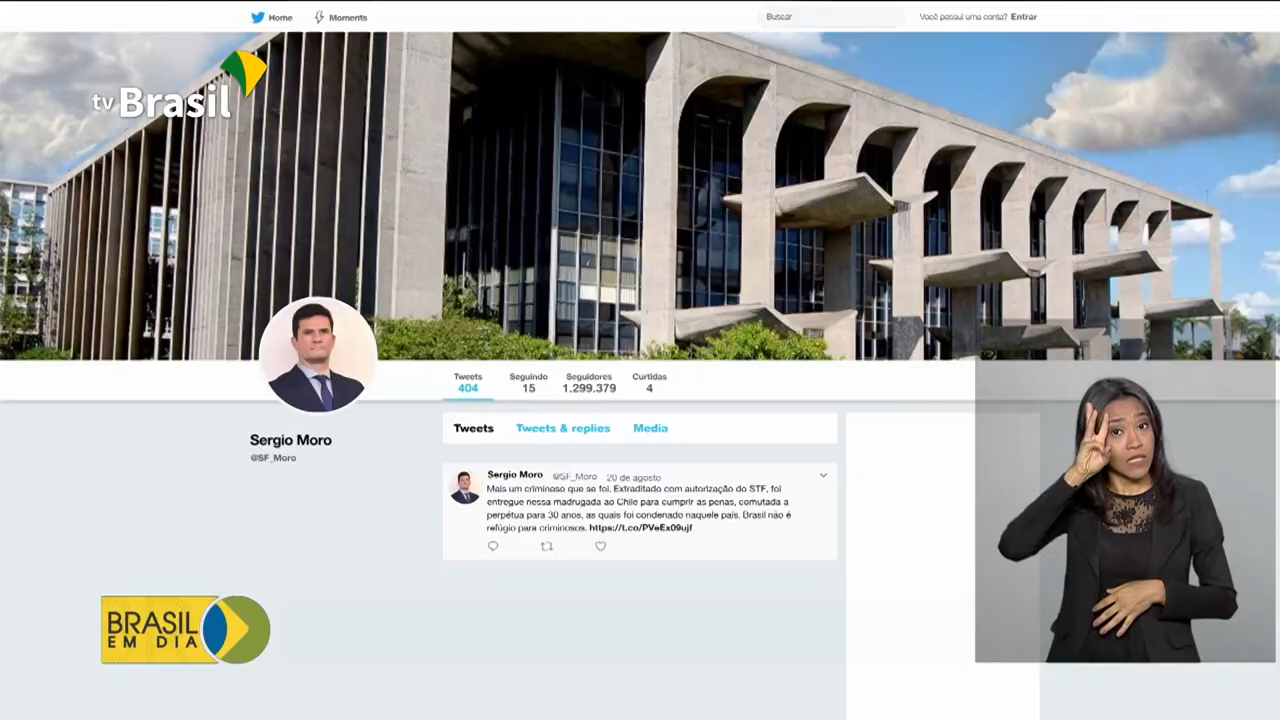 Home
Moments
Buscar
Você possui uma conta? Entrar
tv Brasil
Tweets
404
Seguindo
15
Seguidores
1.299.379
Curtidas
4
Sergio Moro
@SF_Moro
Tweets
Tweets & replies
Media
Sergio Moro @SF_Moro 20 de agosto
Mais um criminoso que se foi. Extraditado com autorização do STF, foi
entregue nessa madrugada ao Chile para cumprir as penas, comutada a
perpétua para 30 anos, as quais foi condenado naquele país. Brasil não é
refúgio para criminosos. https://t.co/PVeEx09ujf
BRASIL
EM DIA